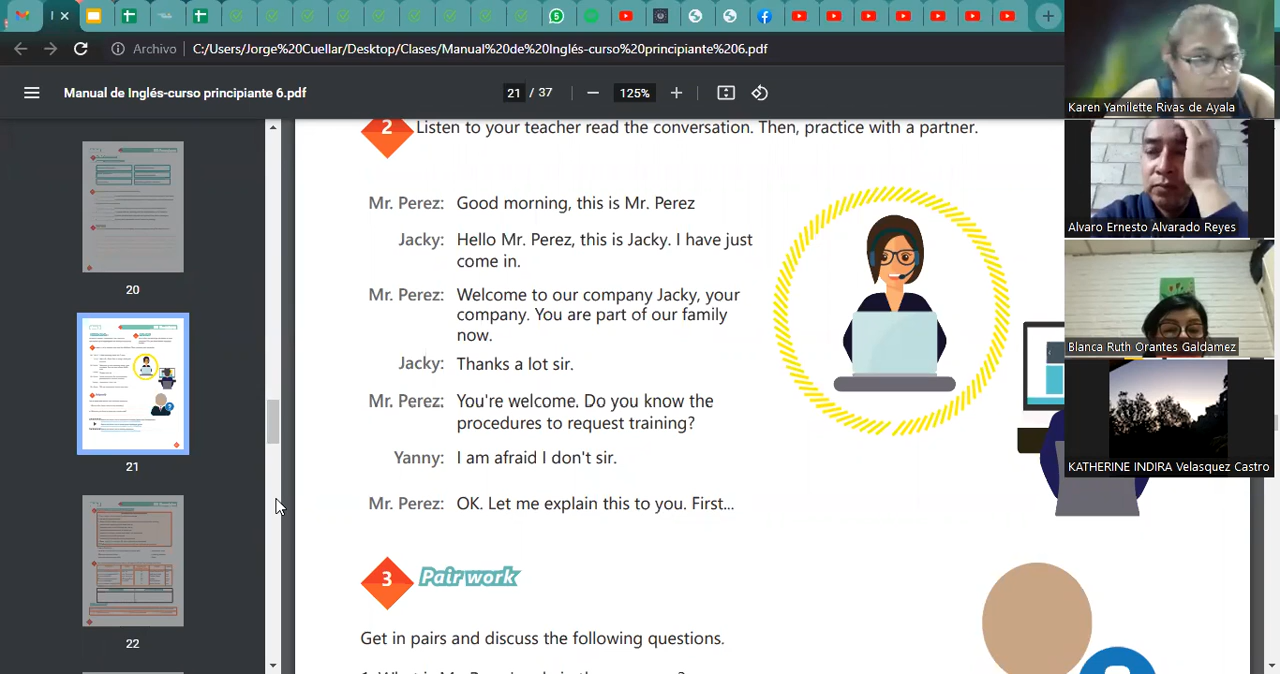 5
Archivo
C:/Users/Jorge%20Cuellar/Desktop/Clases/Manual%20de%20Inglés-curso%20principiante%206.pdf
Manual de Inglés-curso principiante 6.pdf
21 / 37
125%
20
21
22
2 Listen to your teacher read the conversation. Then, practice with a partner.
Mr. Perez: Good morning, this is Mr. Perez
Jacky: Hello Mr. Perez, this is Jacky. I have just
come in.
Mr. Perez: Welcome to our company Jacky, your
company. You are part of our family
now.
Jacky: Thanks a lot sir.
Mr. Perez: You're welcome. Do you know the
procedures to request training?
Yanny: I am afraid I don't sir.
Mr. Perez: OK. Let me explain this to you. First...
3 Pair work
Get in pairs and discuss the following questions.
Karen Yamilette Rivas de Ayala
Alvaro Ernesto Alvarado Reyes
Blanca Ruth Orantes Galdamez
KATHERINE INDIRA Velasquez Castro